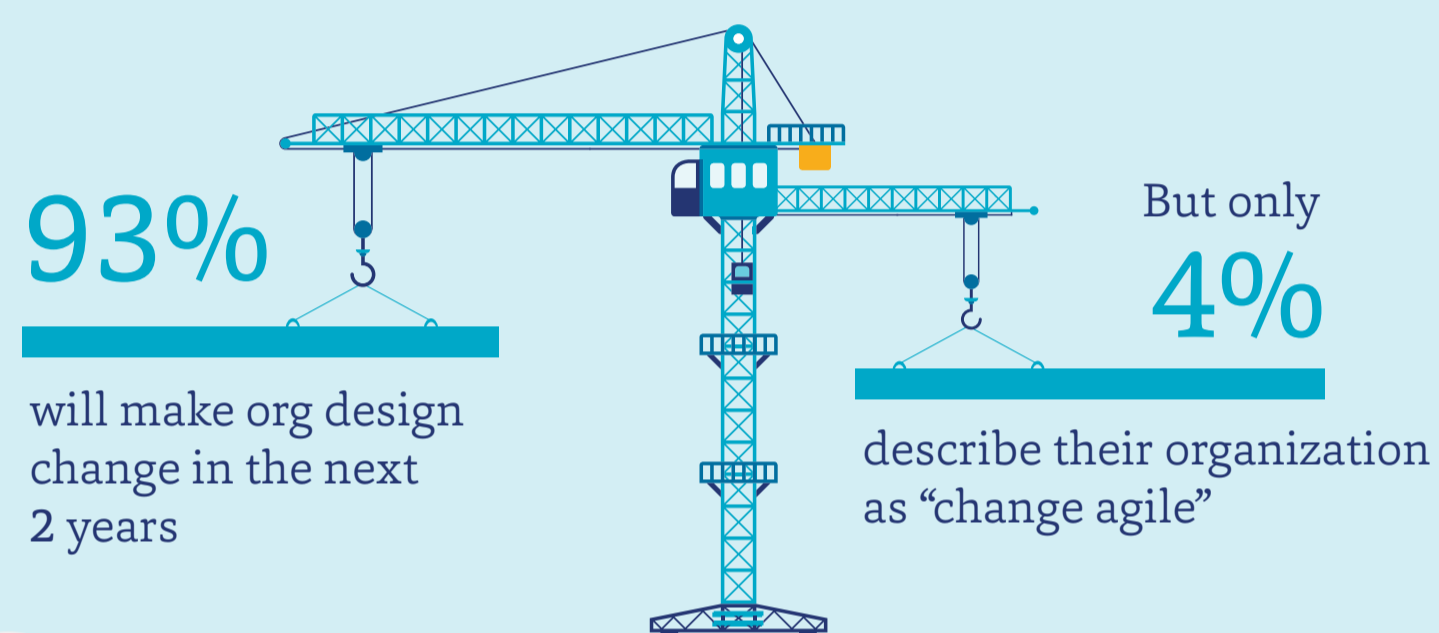 93%
will make org design
change in the next
2 years
But only
4%
describe their organization
as “change agile”